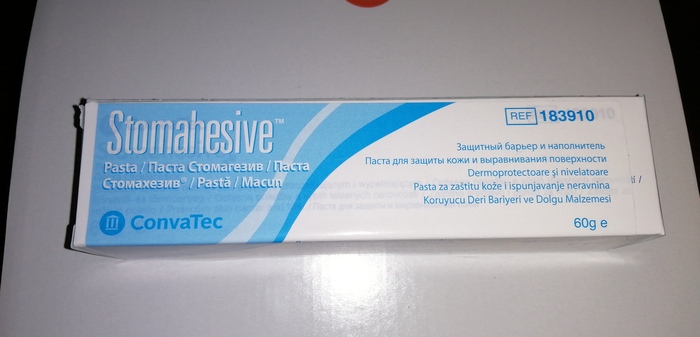 Stomahesive™
Pasta / Паста Стомагезив / Паста
Стомахезив® / Pastă / Macun
ConvaTec
REF 183910
Защитный барьер и наполнитель
Паста для защиты кожи и выравнивания поверхности
Dermoprotectoare şi nivelatoare
Pasta za zaštitu kože i ispunjavanje neravnina
Koruyucu Deri Bariyeri ve Dolgu Malzemesi
60g e